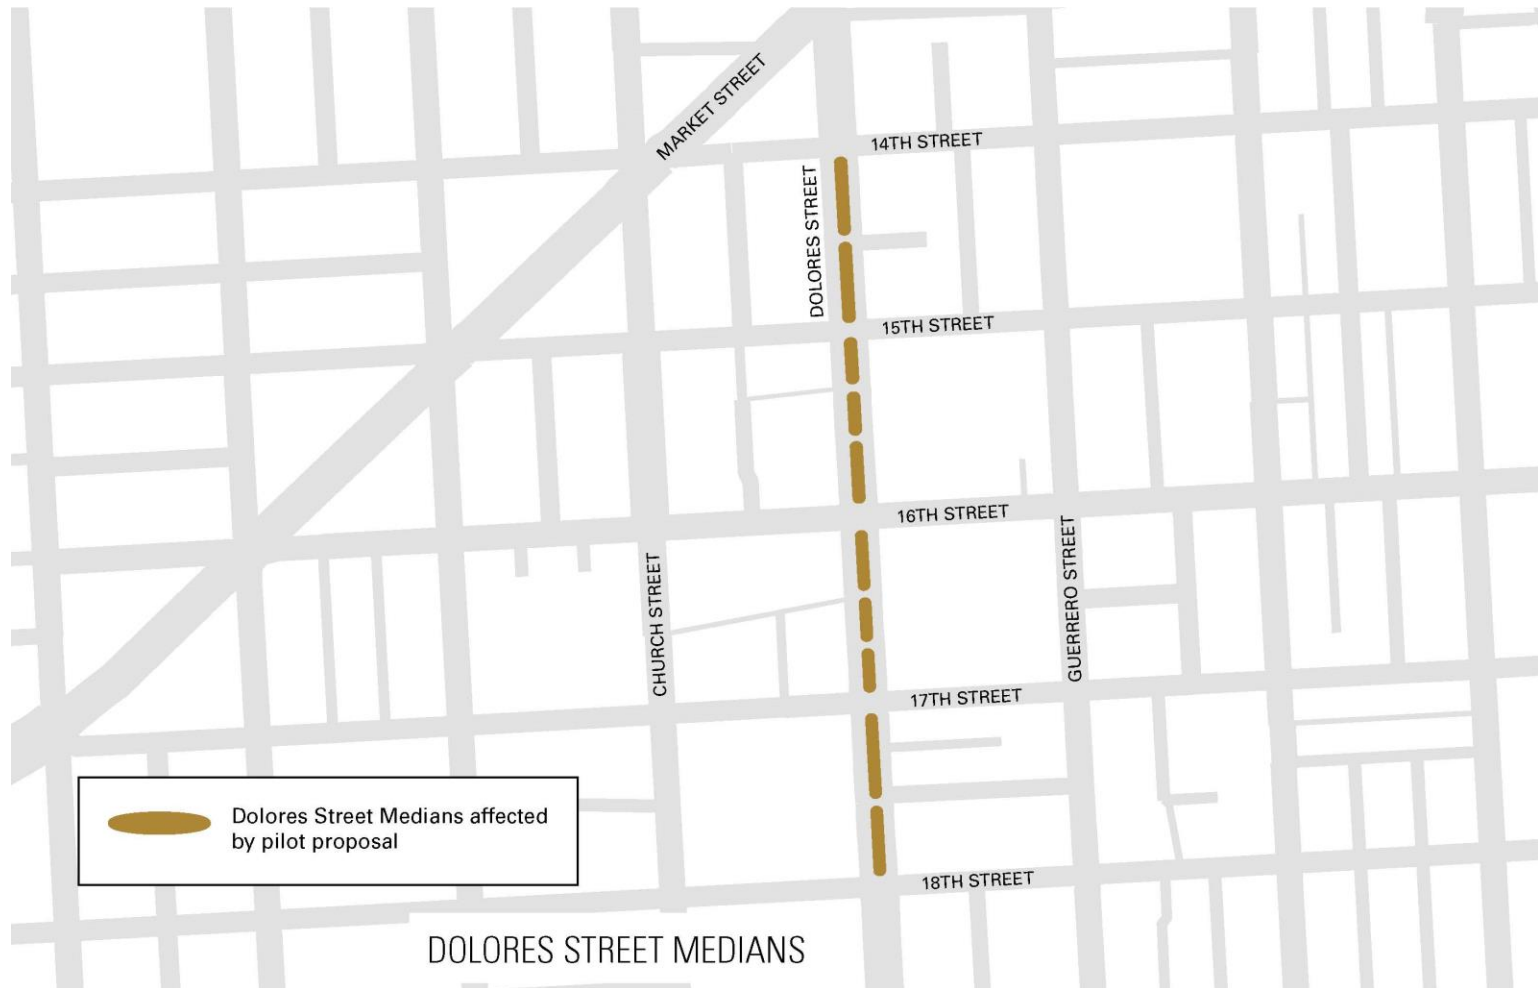 MARKET STREET
14TH STREET
DOLORES STREET
15TH STREET
16TH STREET
CHURCH STREET
GUERRERO STREET
17TH STREET
Dolores Street Medians affected
by pilot proposal
18TH STREET
DOLORES STREET MEDIANS